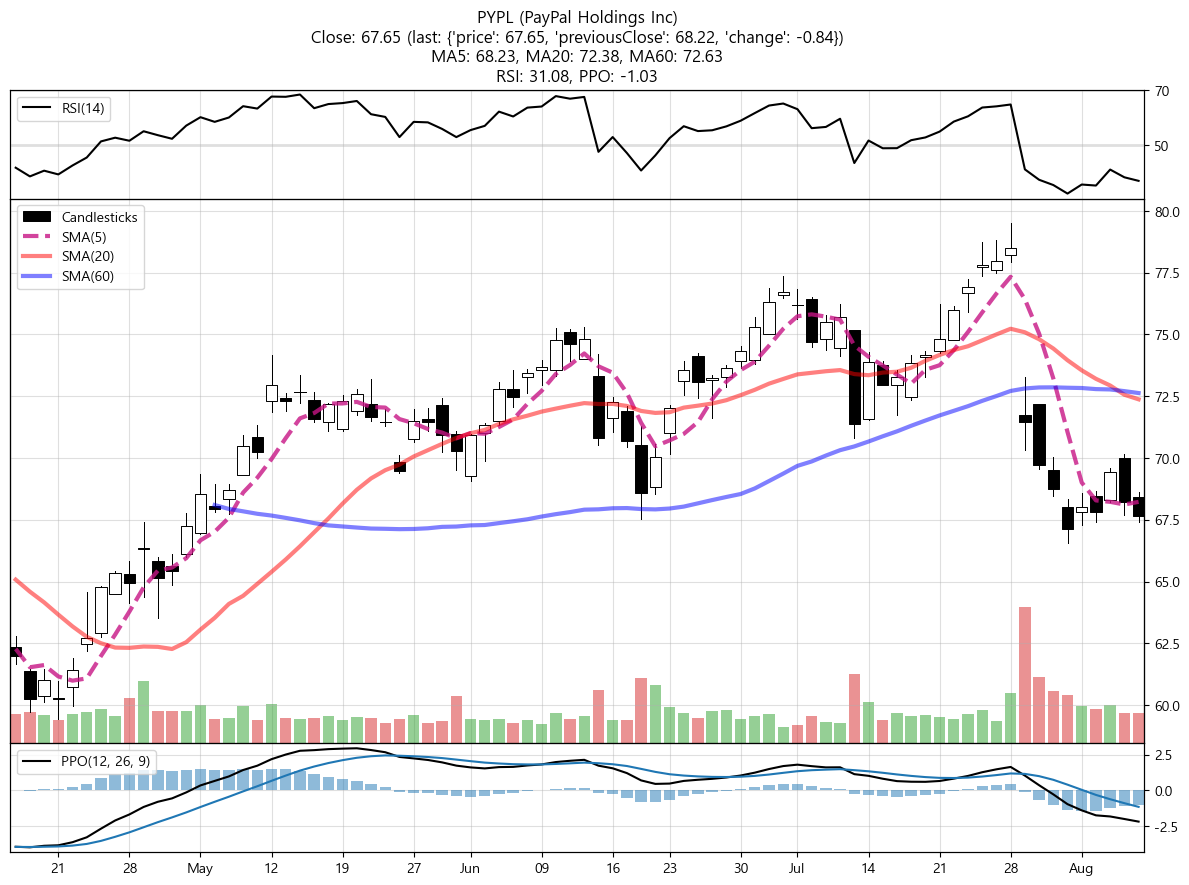 PYPL (PayPal Holdings Inc)
Close: 67.65 (last: {'price': 67.65, 'previousClose': 68.22, 'change': -0.84})
MA5: 68.23, MA20: 72.38, MA60: 72.63
RSI: 31.08, PPO: -1.03
RSI(14)
70
50
Candlesticks
SMA(5)
SMA(20)
SMA(60)
80.0
77.5
75.0
72.5
70.0
67.5
65.0
62.5
60.0
PPO(12, 26, 9)
2.5
0.0
-2.5
21 28 May 12 19 27 Jun 09 16 23 30 Jul 14 21 28 Aug